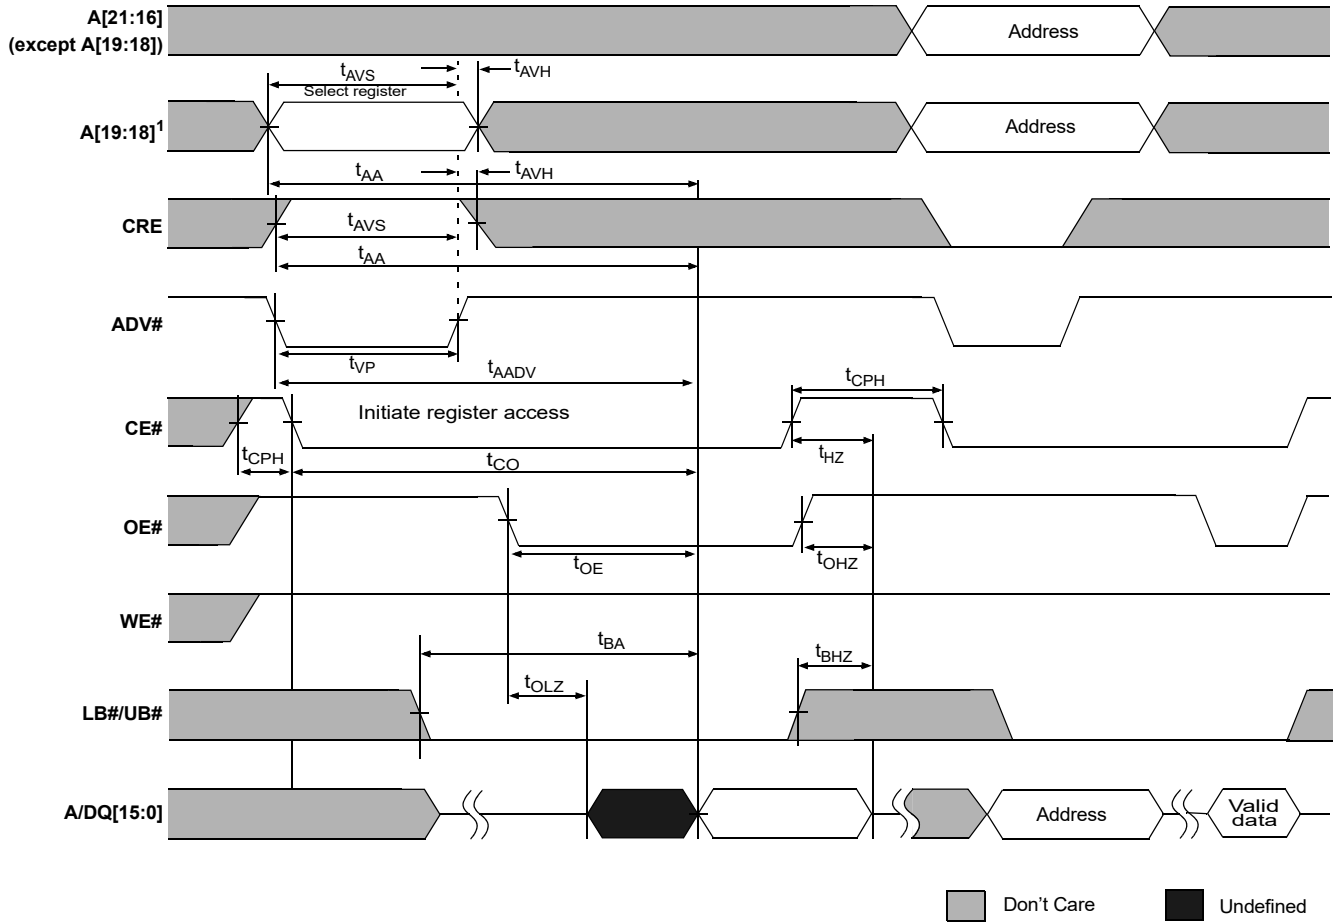 A[21:16]
(except A[19:18])
Address
tAVS
tAVH
Select register
A[19:18]1
Address
tAA
tAVH
CRE
tAVS
tAA
ADV#
tVP
tAADV
tCPH
CE#
Initiate register access
tCPH
tCO
tHZ
OE#
tOE
tOHZ
WE#
tBA
tBHZ
tOLZ
LB#/UB#
A/DQ[15:0]
Address
Valid
data
Don't Care
Undefined